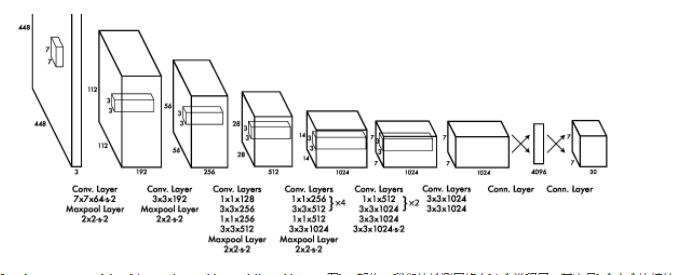 448
7
7
448
3
112
3
3
112
192
56
3
3
56
256
28
3
3
28
512
14
3
3
14
1024
7
3
3
7
1024
7
7
1024
4096
7
7
30
Conv. Layer
7x7x64-s-2
Maxpool Layer
2x2-s-2
Conv. Layer
3x3x192
Maxpool Layer
2x2-s-2
Conv. Layers
1x1x128
3x3x256
1x1x256
3x3x512
Maxpool Layer
2x2-s-2
Conv. Layers
1x1x256
3x3x512 }×4
1x1x512
3x3x1024
Maxpool Layer
2x2-s-2
Conv. Layers
1x1x512
3x3x1024 }×2
3x3x1024
3x3x1024-s-2
Conv. Layers
3x3x1024
3x3x1024
Conn. Layer
Conn. Layer